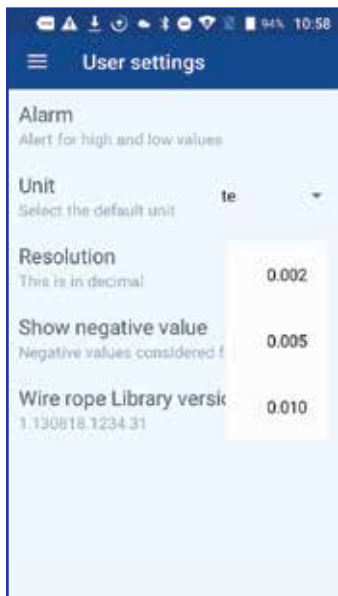 94% 10:58
User settings
Alarm
Alert for high and low values
Unit
te
Select the default unit
Resolution
This is in decimal
0.002
Show negative value
Negative values considered f
0.005
Wire rope Library versic
1.130818.1234.31
0.010